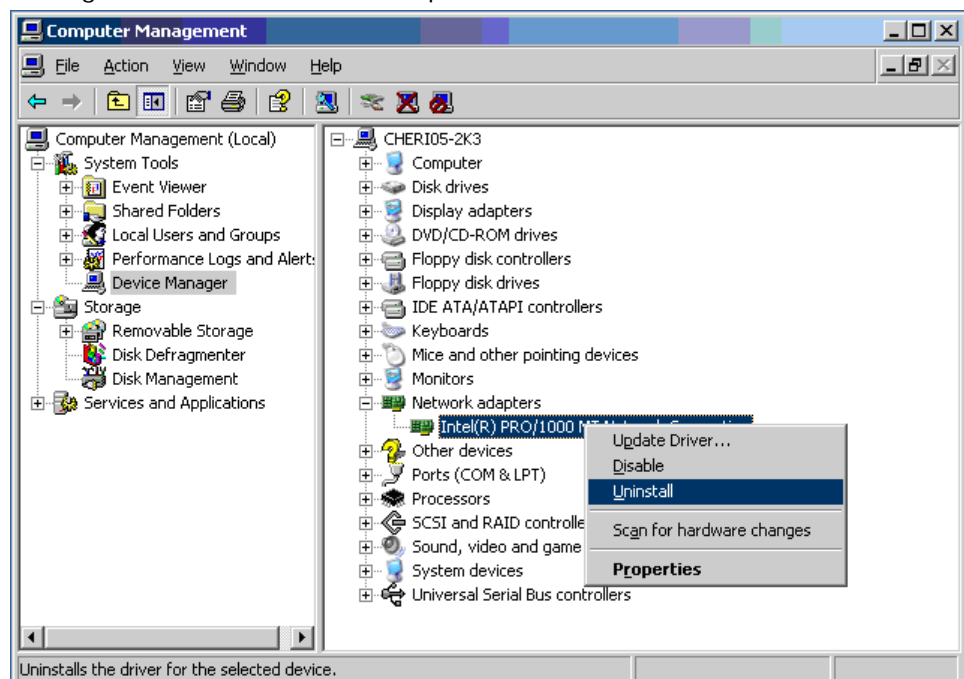 Computer Management
File Action View Window Help
Computer Management (Local)
System Tools
Event Viewer
Shared Folders
Local Users and Groups
Performance Logs and Alert
Device Manager
Storage
Removable Storage
Disk Defragmenter
Disk Management
Services and Applications
CHERI05-2K3
Computer
Disk drives
Display adapters
DVD/CD-ROM drives
Floppy disk controllers
Floppy disk drives
IDE ATA/ATAPI controllers
Keyboards
Mice and other pointing devices
Monitors
Network adapters
Intel(R) PRO/1000 MT
Other devices
Ports (COM & LPT)
Processors
SCSI and RAID controlle
Sound, video and game
System devices
Universal Serial Bus controllers
Update Driver...
Disable
Uninstall
Scan for hardware changes
Properties
Uninstalls the driver for the selected device.